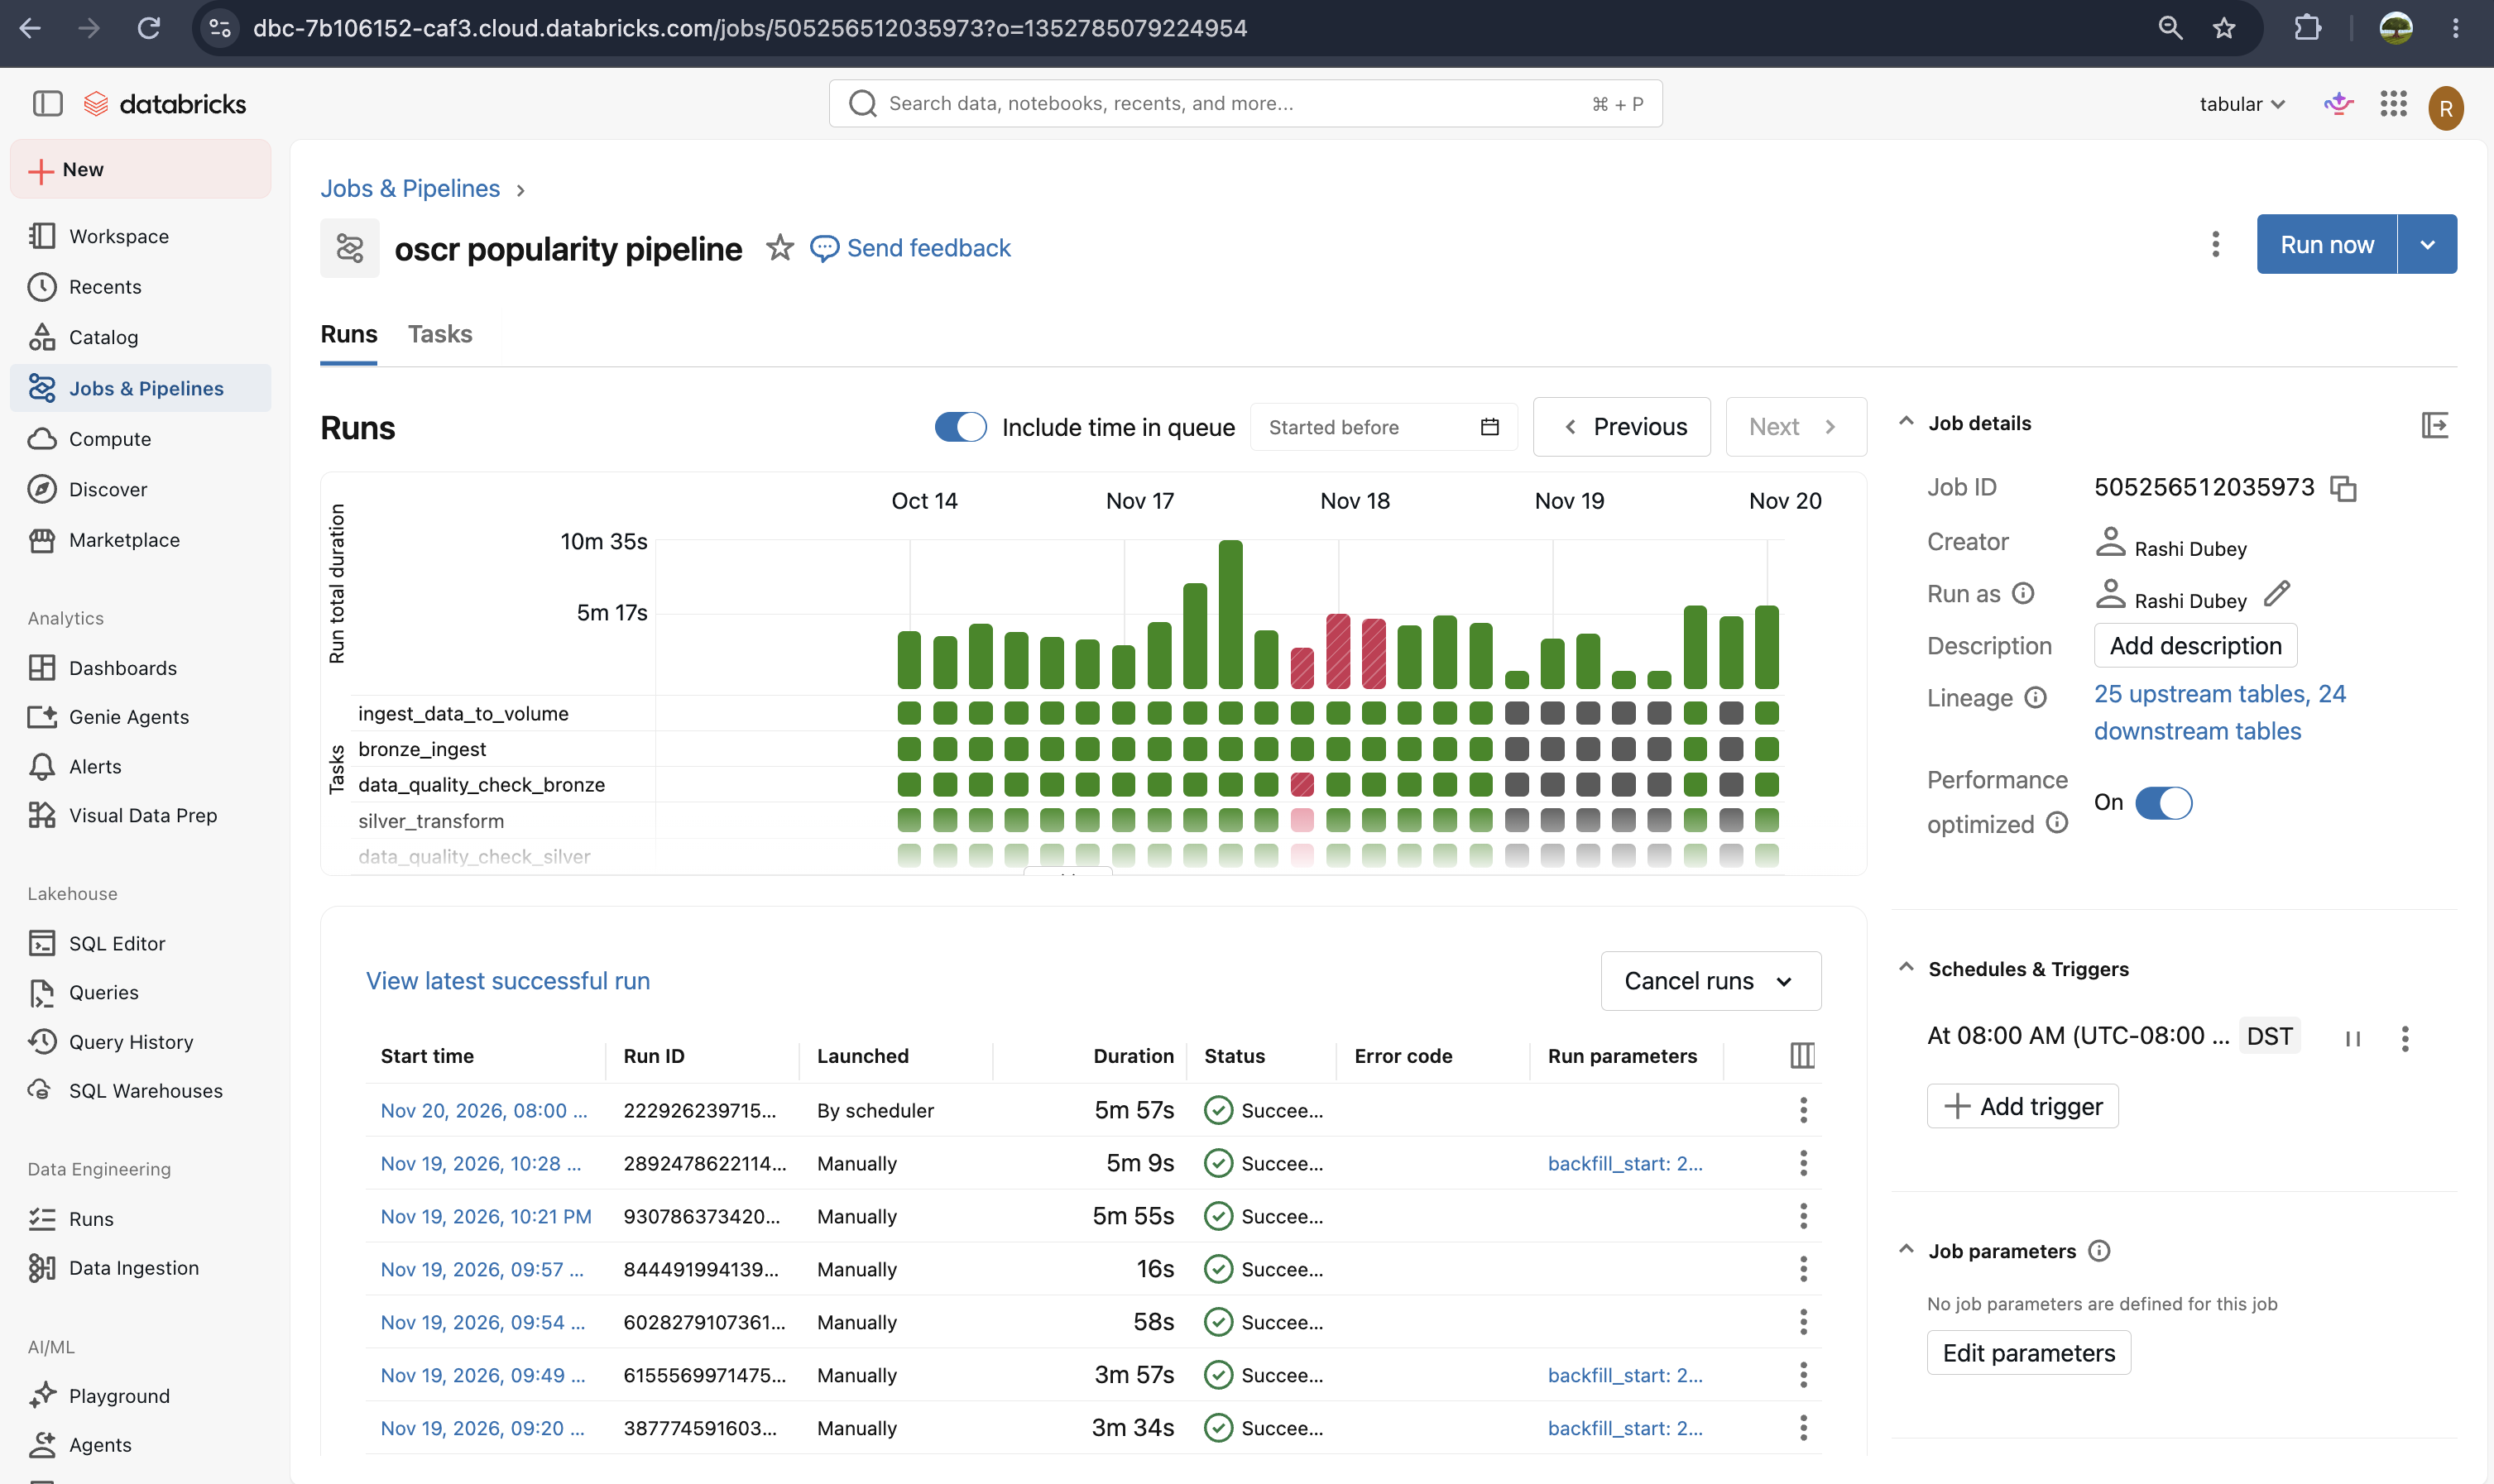 dbc-7b106152-caf3.cloud.databricks.com/jobs/505256512035973?o=1352785079224954
databricks
Search data, notebooks, recents, and more...
⌘ + P
tabular
R
New
Workspace
Recents
Catalog
Jobs & Pipelines
Compute
Discover
Marketplace
Analytics
Dashboards
Genie Agents
Alerts
Visual Data Prep
Lakehouse
SQL Editor
Queries
Query History
SQL Warehouses
Data Engineering
Runs
Data Ingestion
AI/ML
Playground
Agents
Jobs & Pipelines
oscr popularity pipeline
Send feedback
Run now
Runs Tasks
Runs
Include time in queue
Started before
Previous
Next
Oct 14 Nov 17 Nov 18 Nov 19 Nov 20
Run total duration
10m 35s
5m 17s
Tasks
ingest_data_to_volume
bronze_ingest
data_quality_check_bronze
silver_transform
data_quality_check_silver
View latest successful run
Cancel runs
Start time Run ID Launched Duration Status Error code Run parameters
Nov 20, 2026, 08:00 ... 222926239715... By scheduler 5m 57s Succee...
Nov 19, 2026, 10:28 ... 2892478622114... Manually 5m 9s Succee... backfill_start: 2...
Nov 19, 2026, 10:21 PM 930786373420... Manually 5m 55s Succee...
Nov 19, 2026, 09:57 ... 844491994139... Manually 16s Succee...
Nov 19, 2026, 09:54 ... 6028279107361... Manually 58s Succee...
Nov 19, 2026, 09:49 ... 6155569971475... Manually 3m 57s Succee... backfill_start: 2...
Nov 19, 2026, 09:20 ... 387774591603... Manually 3m 34s Succee... backfill_start: 2...
Job details
Job ID 505256512035973
Creator Rashi Dubey
Run as Rashi Dubey
Description Add description
Lineage 25 upstream tables, 24
downstream tables
Performance
optimized On
Schedules & Triggers
At 08:00 AM (UTC-08:00 ... DST
Add trigger
Job parameters
No job parameters are defined for this job
Edit parameters